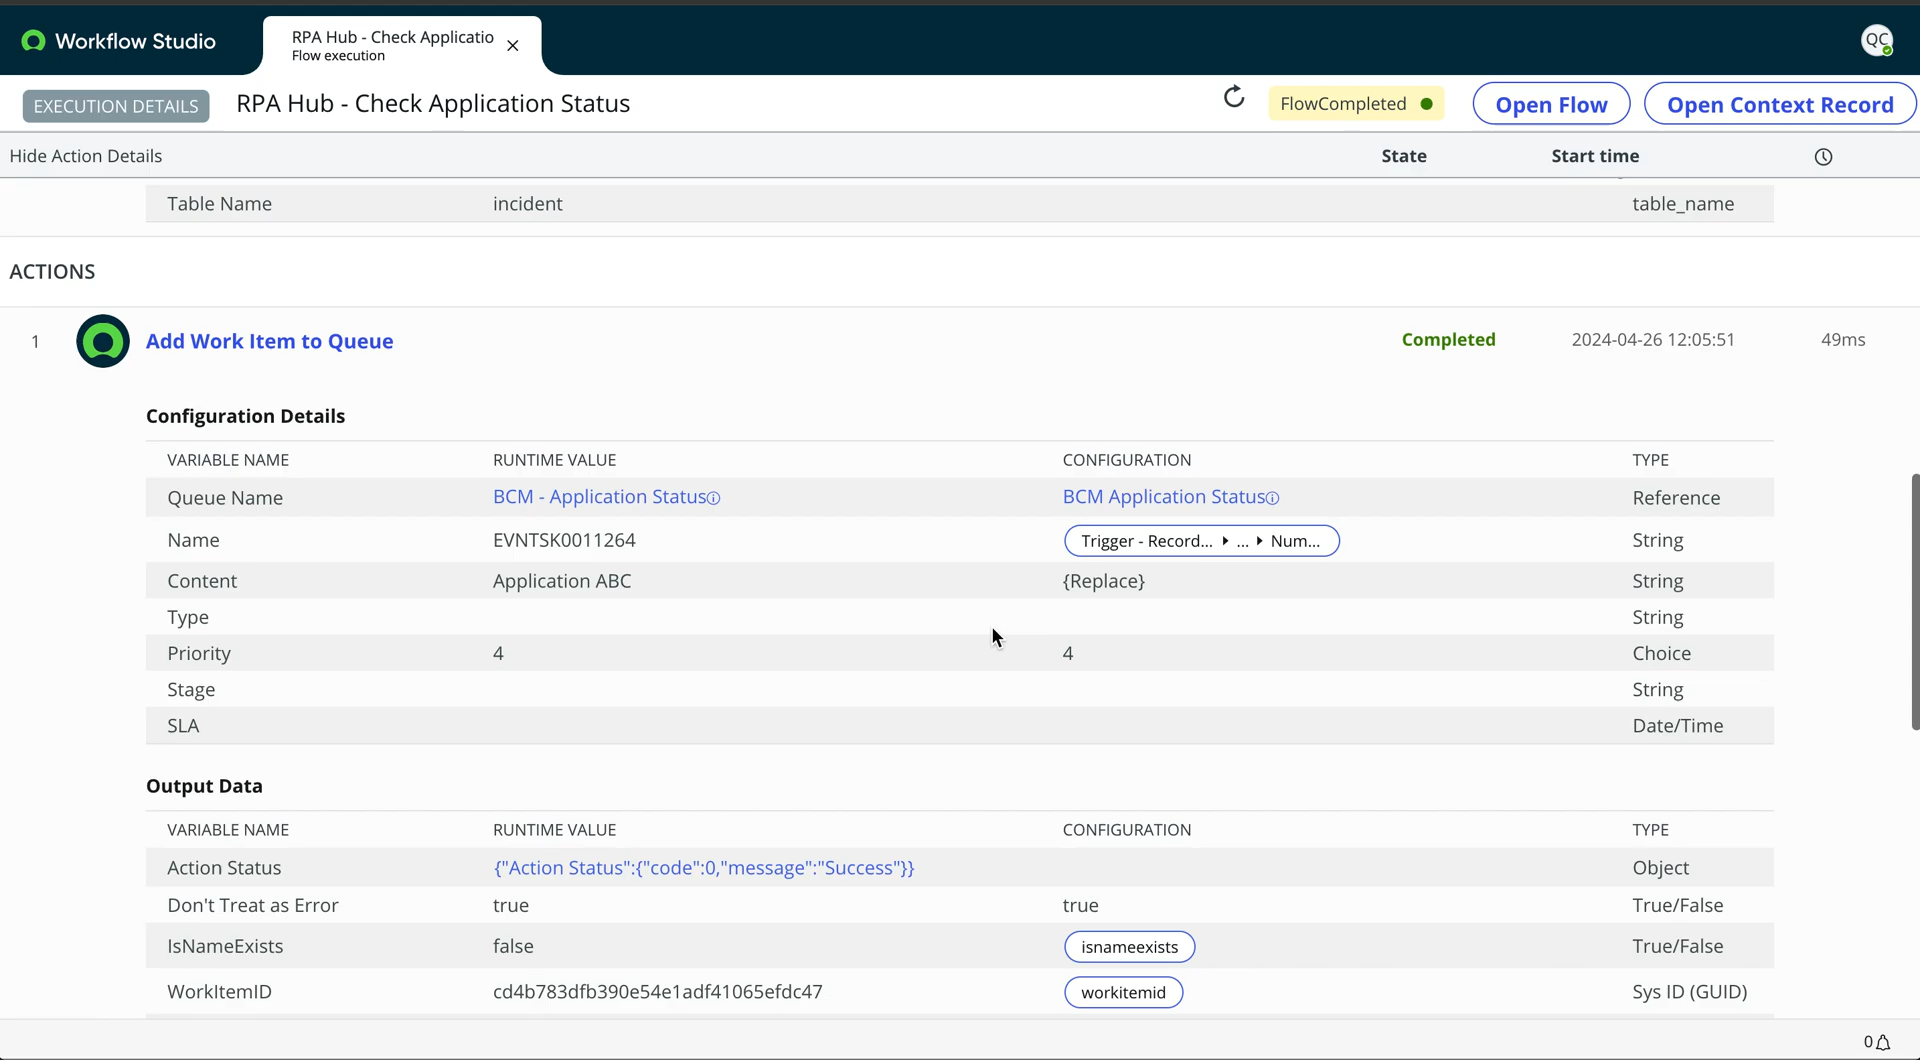 Workflow Studio
RPA Hub - Check Applicatio
Flow execution
QC
EXECUTION DETAILS RPA Hub - Check Application Status FlowCompleted Open Flow Open Context Record
Hide Action Details State Start time
Table Name incident table_name
ACTIONS
1 Add Work Item to Queue Completed 2024-04-26 12:05:51 49ms
Configuration Details
VARIABLE NAME RUNTIME VALUE CONFIGURATION TYPE
Queue Name BCM - Application Status BCM Application Status Reference
Name EVNTSK0011264 Trigger - Record... ▸ ... ▸ Num... String
Content Application ABC {Replace} String
Type String
Priority 4 4 Choice
Stage String
SLA Date/Time
Output Data
VARIABLE NAME RUNTIME VALUE CONFIGURATION TYPE
Action Status {"Action Status":{"code":0,"message":"Success"}} Object
Don't Treat as Error true true True/False
IsNameExists false isnameexists True/False
WorkItemID cd4b783dfb390e54e1adf41065efdc47 workitemid Sys ID (GUID)
0